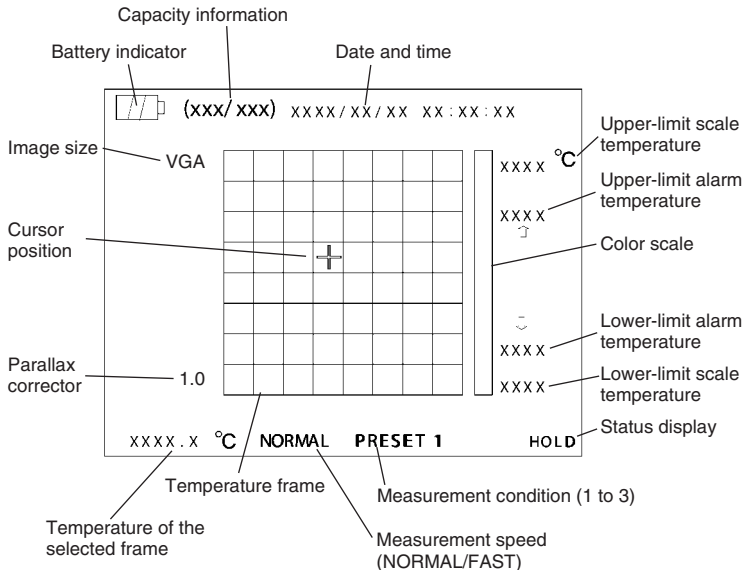 Capacity information
Battery indicator
Date and time
(XXX/ XXX) XXXX/XX/XX XX:XX:XX
Image size
VGA
XXXX °C
Upper-limit scale
temperature
Upper-limit alarm
temperature
XXXX
Cursor
position
Color scale
Lower-limit alarm
temperature
XXXX
Parallax
corrector
1.0
XXXX
Lower-limit scale
temperature
Status display
XXXX.X °C NORMAL PRESET 1 HOLD
Temperature frame
Measurement condition (1 to 3)
Temperature of the
selected frame
Measurement speed
(NORMAL/FAST)